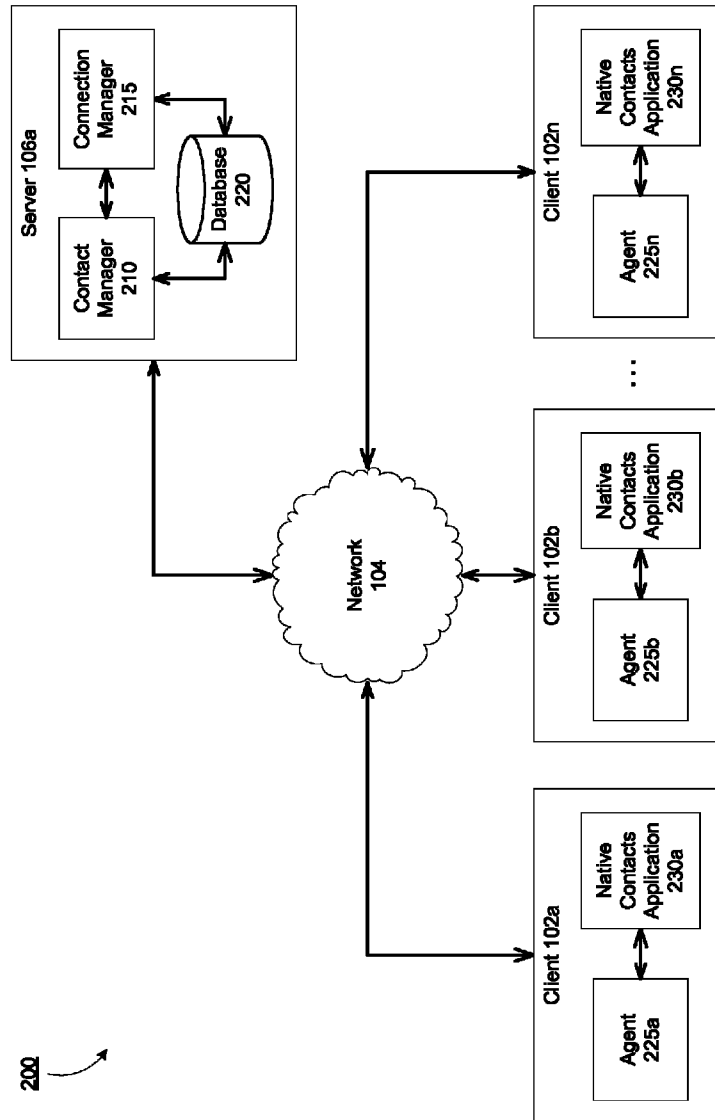 200
Server 106a
Contact
Manager
210
Connection
Manager
215
Database
220
Network
104
Client 102a
Agent
225a
Native
Contacts
Application
230a
Client 102b
Agent
225b
Native
Contacts
Application
230b
...
Client 102n
Agent
225n
Native
Contacts
Application
230n